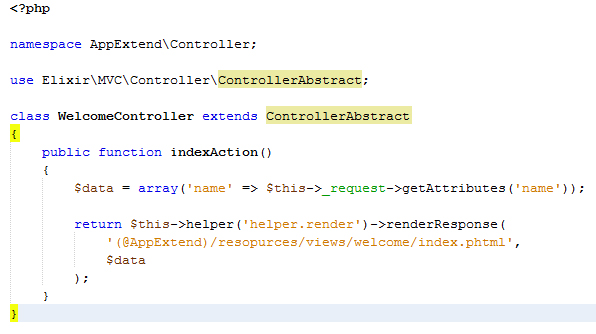 <?php
namespace AppExtend\Controller;
use Elixir\MVC\Controller\ControllerAbstract;
class WelcomeController extends ControllerAbstract
{
    public function indexAction()
    {
        $data = array('name' => $this->_request->getAttributes('name'));
        return $this->helper('helper.render')->renderResponse(
            '(@AppExtend)/resopurces/views/welcome/index.phtml',
            $data
        );
    }
}